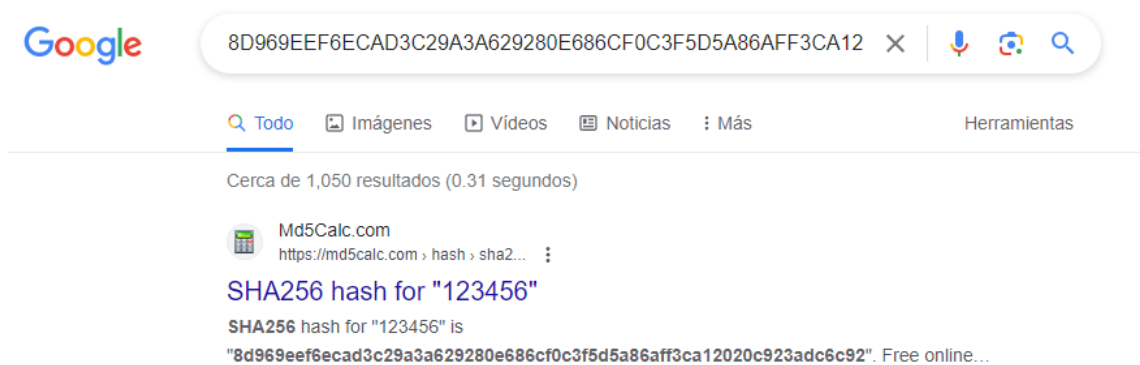 Google
8D969EEF6ECAD3C29A3A629280E686CF0C3F5D5A86AFF3CA12
Todo Imágenes Vídeos Noticias Más Herramientas
Cerca de 1,050 resultados (0.31 segundos)
Md5Calc.com
https://md5calc.com › hash › sha2...
SHA256 hash for "123456"
SHA256 hash for "123456" is
"8d969eef6ecad3c29a3a629280e686cf0c3f5d5a86aff3ca12020c923adc6c92". Free online...